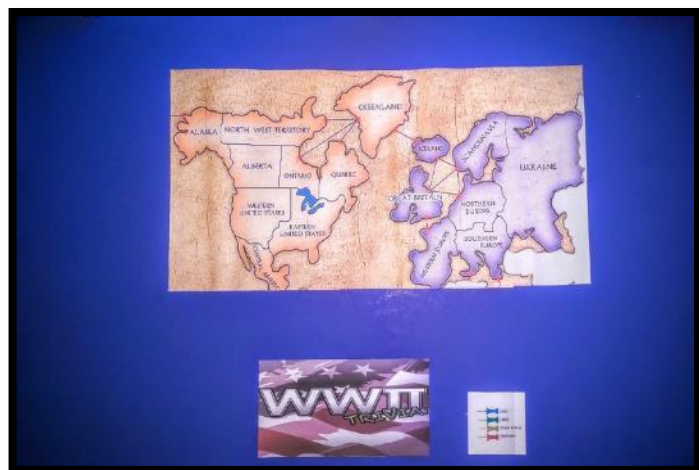 GREENLAND
ALASKA
NORTH WEST TERRITORY
ICELAND
SCANDINAVIA
ALBERTA
ONTARIO
QUEBEC
UKRAINE
GREAT BRITAIN
WESTERN
UNITED STATES
NORTHERN
EUROPE
EASTERN
UNITED STATES
SOUTHERN
EUROPE
WESTERN EUROPE
WWII
TRIVIA